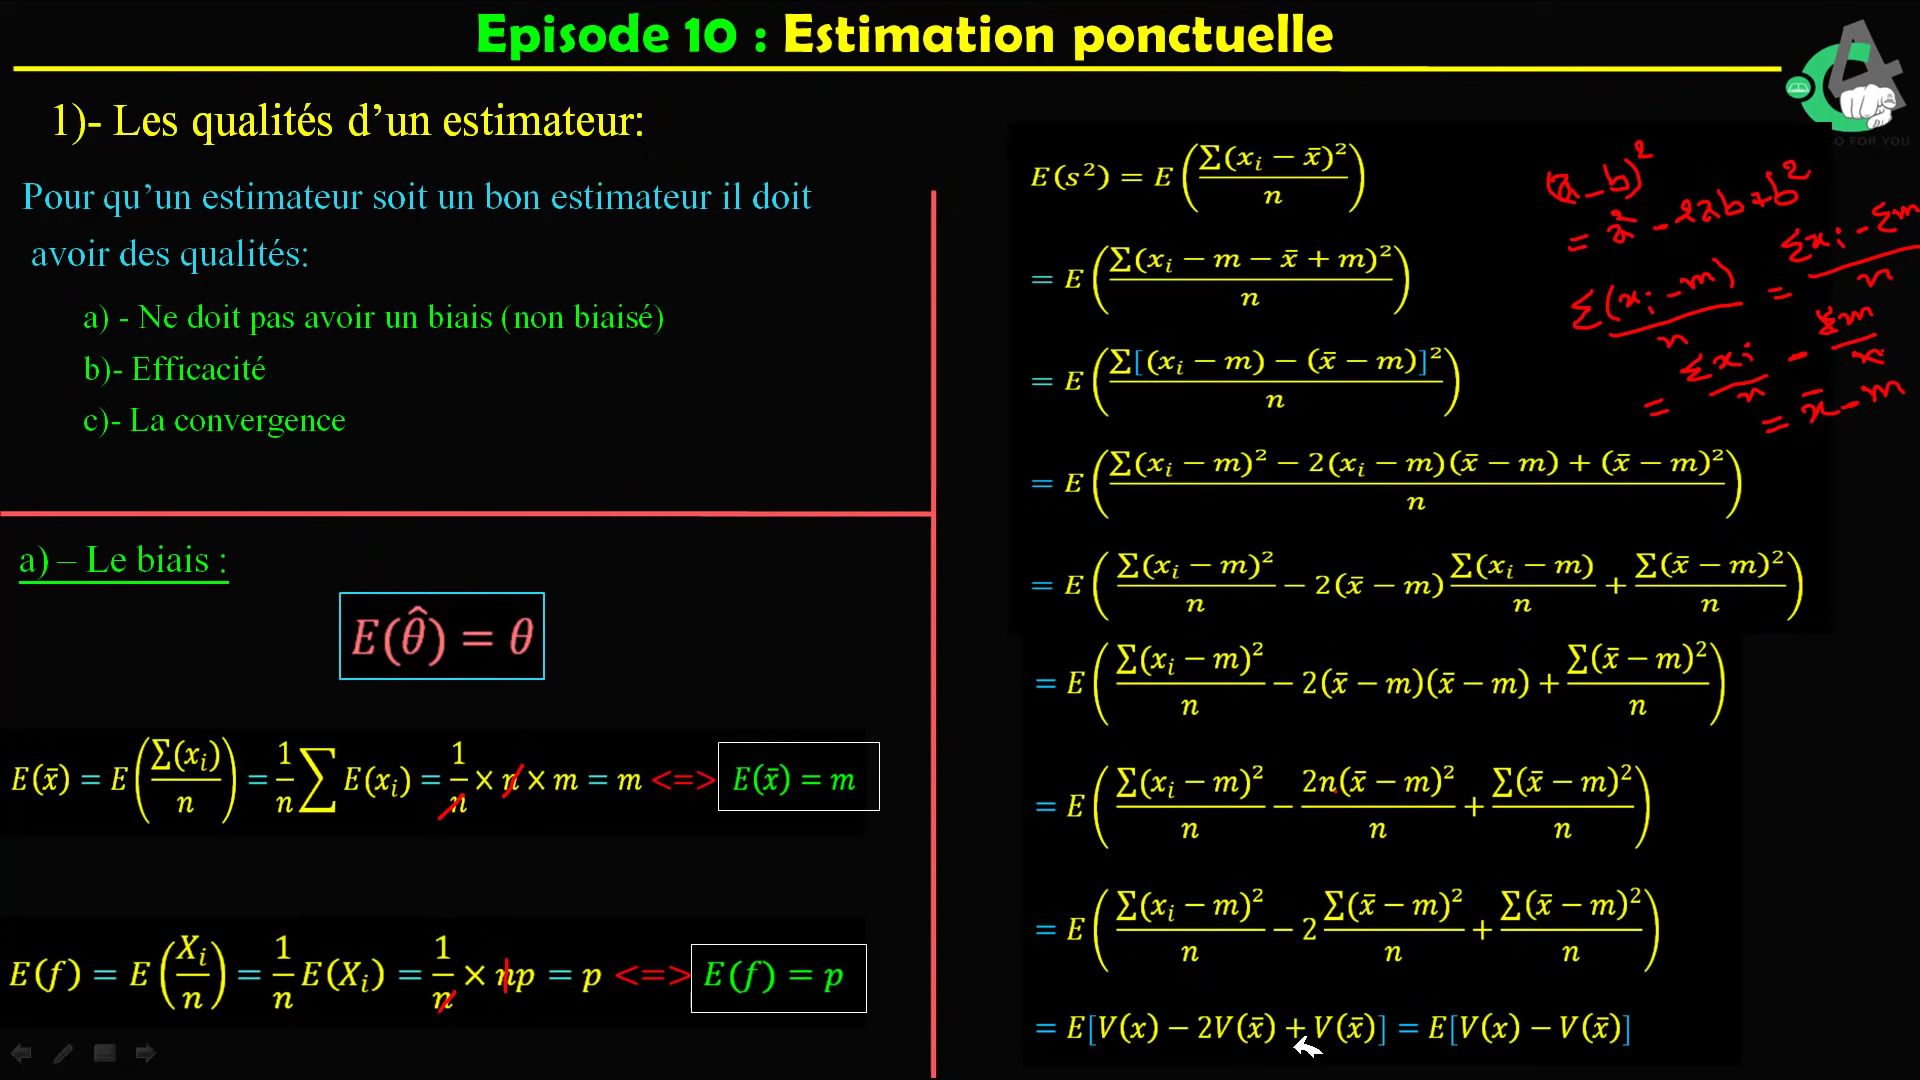 Episode 10 : Estimation ponctuelle
1)- Les qualités d’un estimateur:
Pour qu’un estimateur soit un bon estimateur il doit
avoir des qualités:
a) - Ne doit pas avoir un biais (non biaisé)
b)- Efficacité
c)- La convergence
a) – Le biais :
E(θ̂) = θ
E(x̄) = E(∑(xᵢ)/n) = 1/n ∑ E(xᵢ) = 1/n × n × m = m <=> E(x̄) = m
E(f) = E(Xᵢ/n) = 1/n E(Xᵢ) = 1/n × np = p <=> E(f) = p
E(s²) = E(∑(xᵢ − x̄)²/n)
= E(∑(xᵢ − m − x̄ + m)²/n)
= E(∑[(xᵢ − m) − (x̄ − m)]²/n)
= E(∑(xᵢ − m)² − 2(xᵢ − m)(x̄ − m) + (x̄ − m)²/n)
= E(∑(xᵢ − m)²/n − 2(x̄ − m) ∑(xᵢ − m)/n + ∑(x̄ − m)²/n)
= E(∑(xᵢ − m)²/n − 2(x̄ − m)(x̄ − m) + ∑(x̄ − m)²/n)
= E(∑(xᵢ − m)²/n − 2n(x̄ − m)²/n + ∑(x̄ − m)²/n)
= E(∑(xᵢ − m)²/n − 2 ∑(x̄ − m)²/n + ∑(x̄ − m)²/n)
= E[V(x) − 2V(x̄) + V(x̄)] = E[V(x) − V(x̄)]
(a - b)²
= a² - 2ab + b²
Σ(xᵢ - m)/n = Σxᵢ - Σm/n
= Σxᵢ/n - Σm/n
= x̄ - m
O FOR YOU